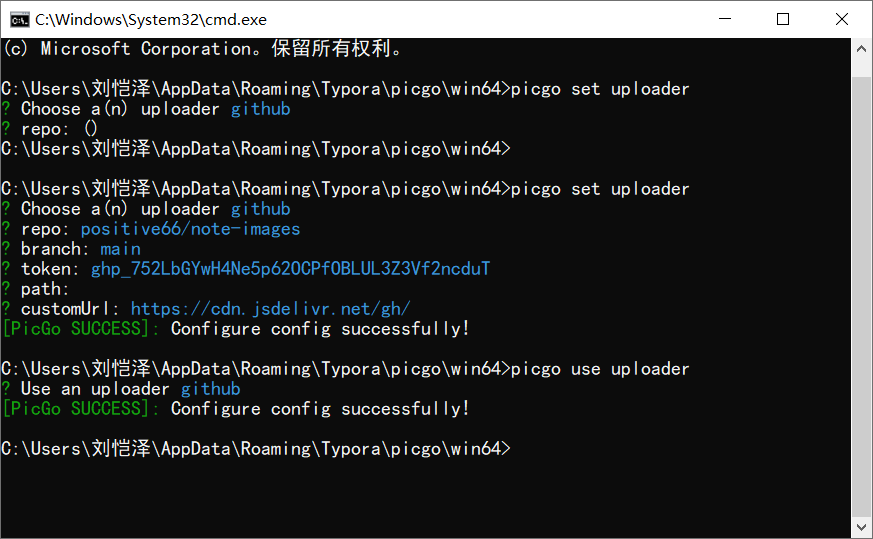 C:\Windows\System32\cmd.exe
(c) Microsoft Corporation。保留所有权利。
C:\Users\刘恺泽\AppData\Roaming\Typora\picgo\win64>picgo set uploader
? Choose a(n) uploader github
? repo: ()
C:\Users\刘恺泽\AppData\Roaming\Typora\picgo\win64>
C:\Users\刘恺泽\AppData\Roaming\Typora\picgo\win64>picgo set uploader
? Choose a(n) uploader github
? repo: positive66/note-images
? branch: main
? token: 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
? path:
? customUrl: https://cdn.jsdelivr.net/gh/
[PicGo SUCCESS]: Configure config successfully!
C:\Users\刘恺泽\AppData\Roaming\Typora\picgo\win64>picgo use uploader
? Use an uploader github
[PicGo SUCCESS]: Configure config successfully!
C:\Users\刘恺泽\AppData\Roaming\Typora\picgo\win64>